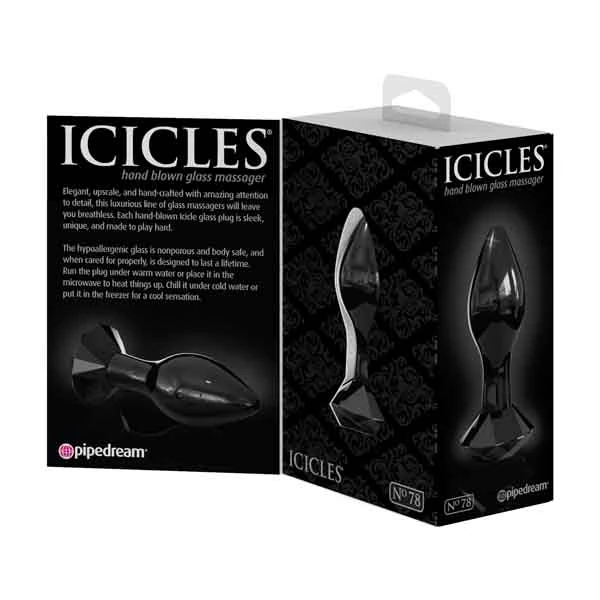 ICICLES®
hand blown glass massager
Elegant, upscale, and hand-crafted with amazing attention
to detail, this luxurious line of glass massagers will leave
you breathless. Each hand-blown Icicle glass plug is sleek,
unique, and made to play hard.
The hypoallergenic glass is nonporous and body safe, and
when cared for properly, is designed to last a lifetime.
Run the plug under warm water or place it in the
microwave to heat things up. Chill it under cold water or
put it in the freezer for a cool sensation.
pipedream®
ICICLES®
No 78
ICICLES®
hand blown glass massager
No 78
pipedream®